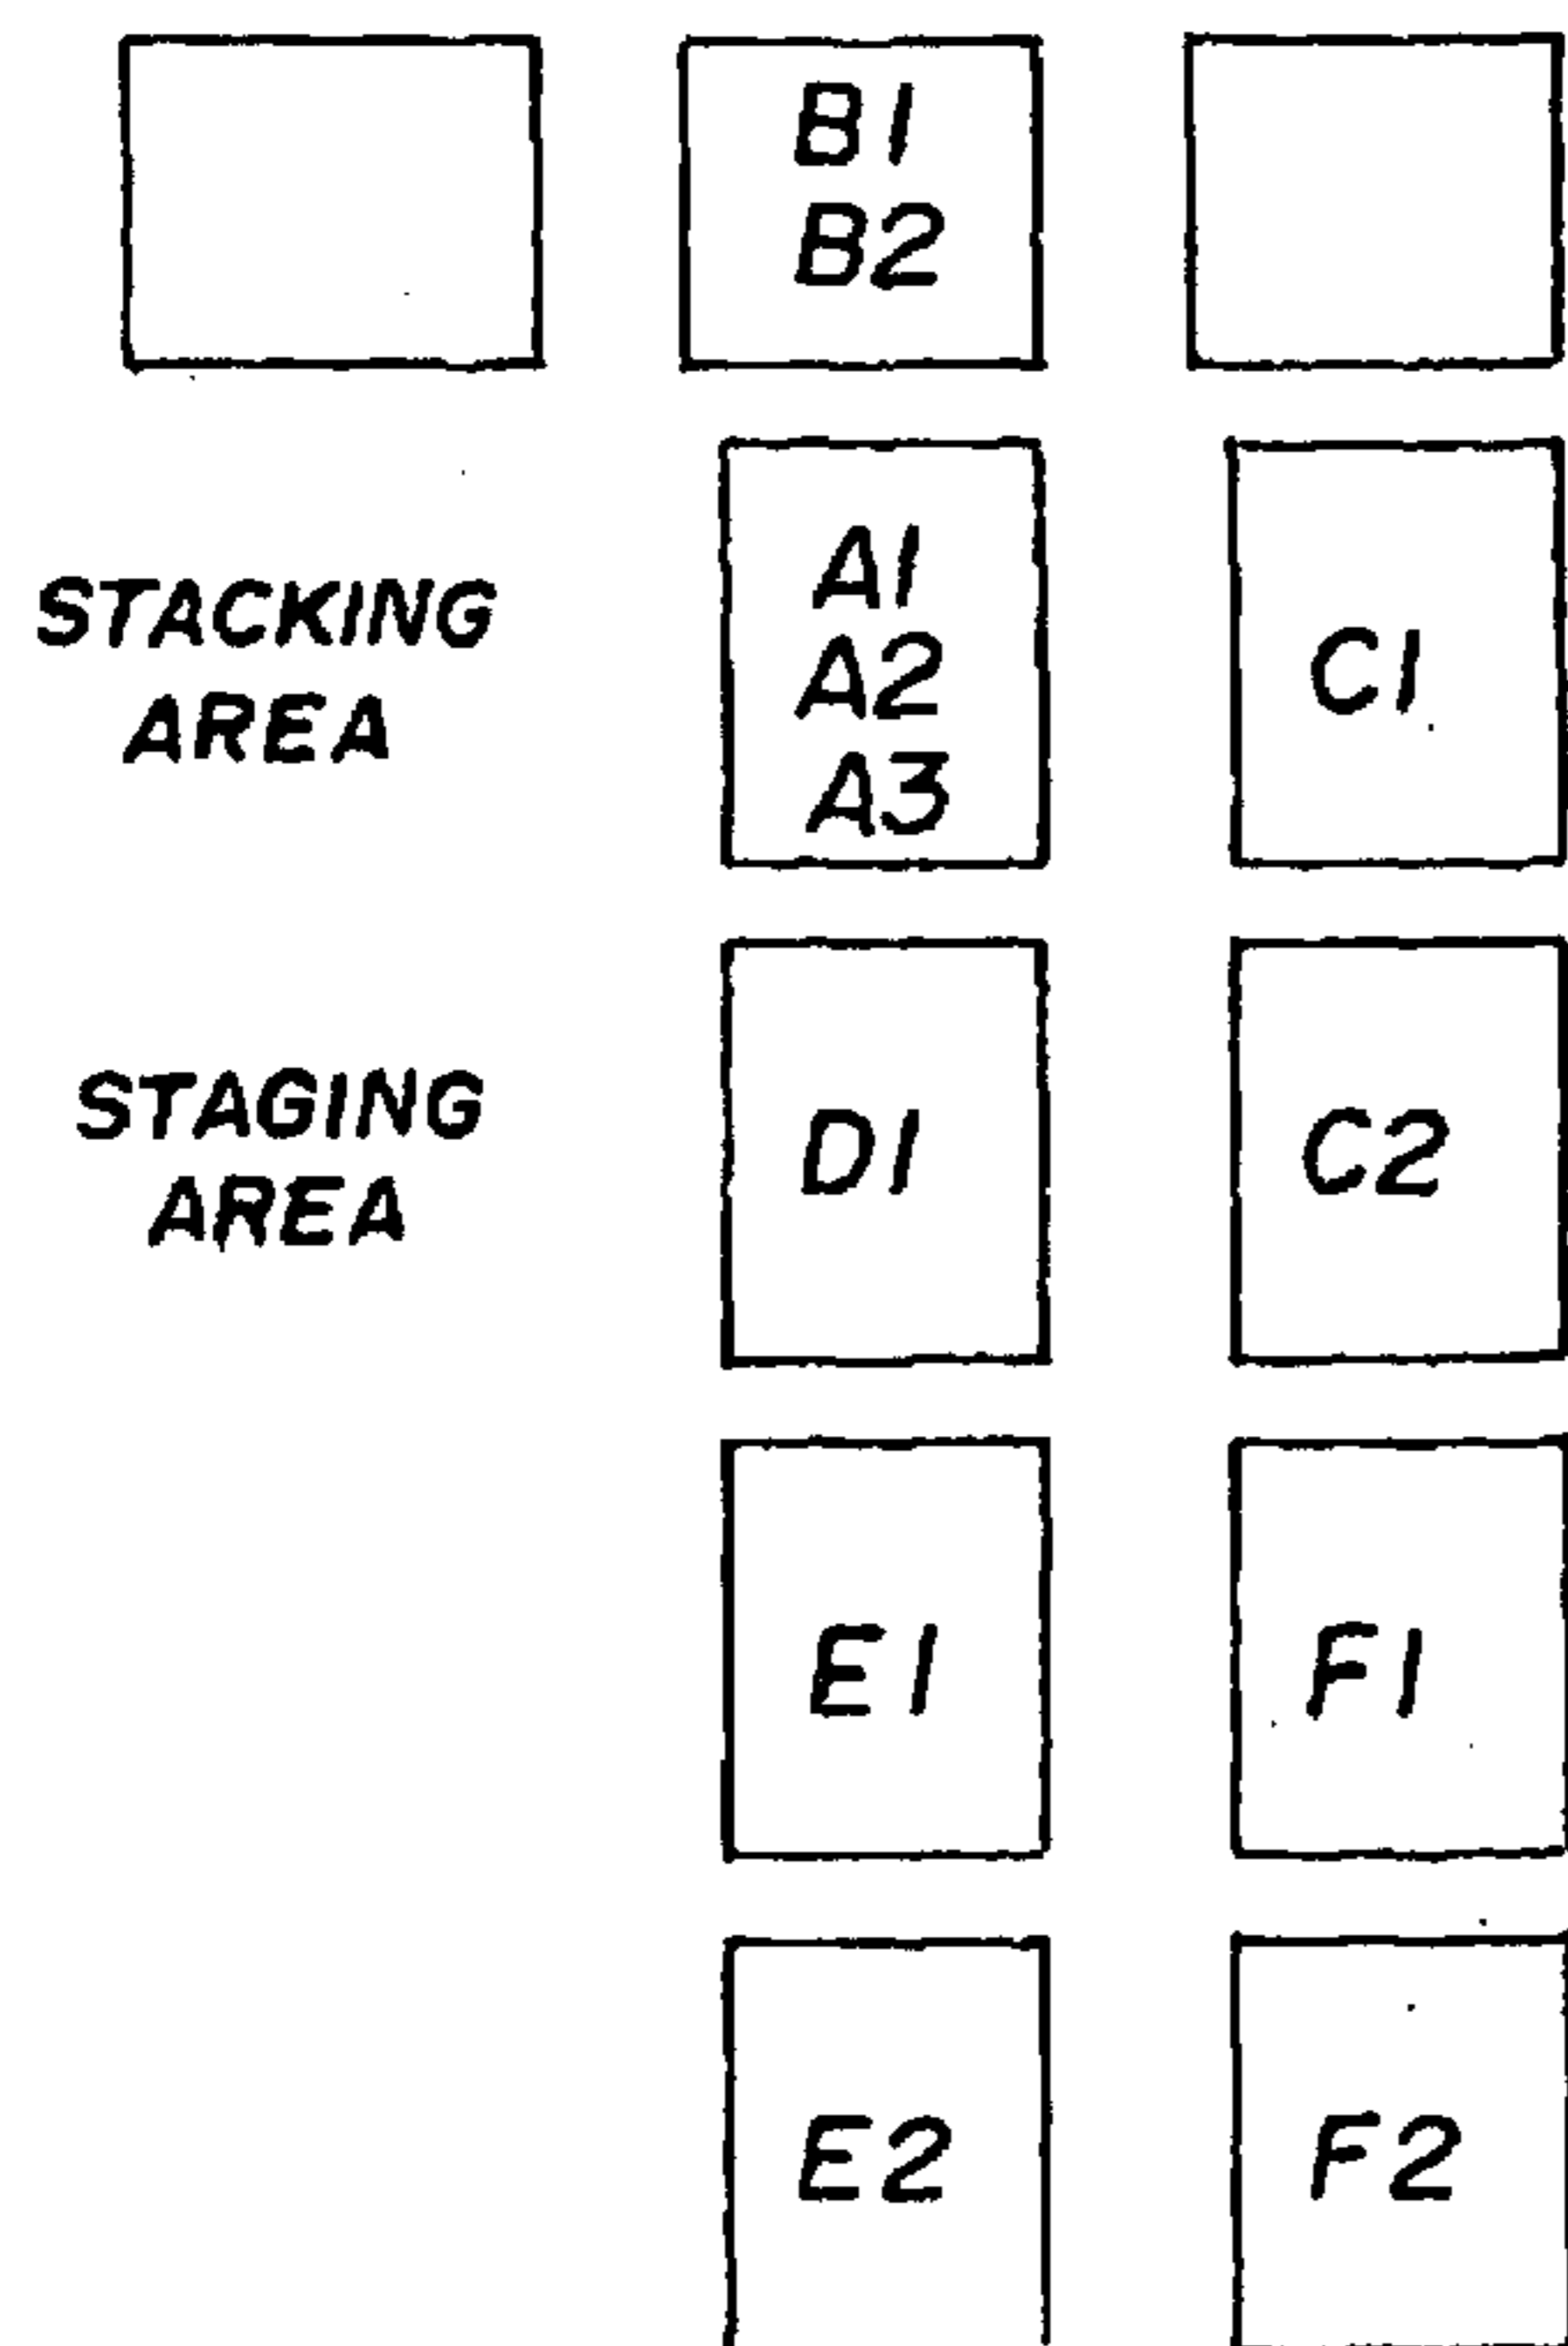 B1
B2
STACKING
AREA
A1
A2
A3
C1
STAGING
AREA
D1
C2
E1
F1
E2
F2